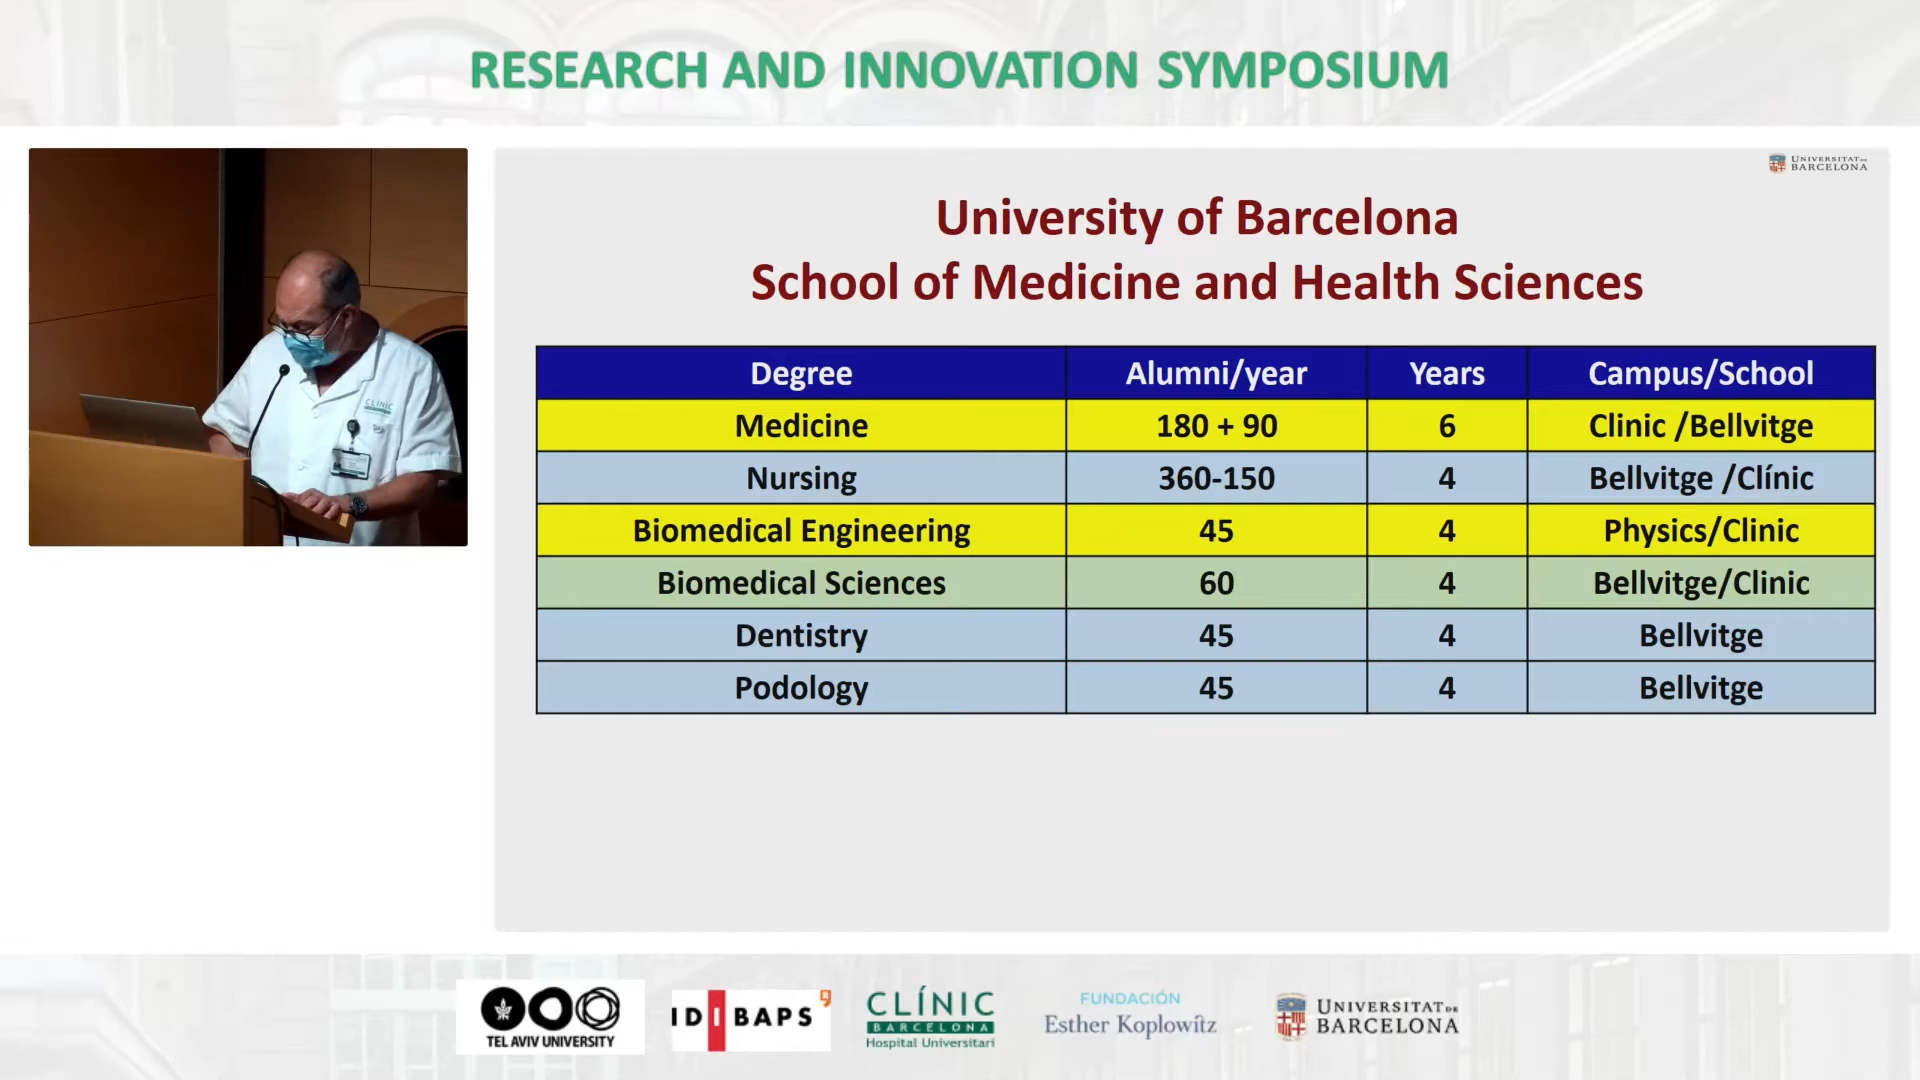 RESEARCH AND INNOVATION SYMPOSIUM
CLÍNIC
UNIVERSITAT DE
BARCELONA
University of Barcelona
School of Medicine and Health Sciences
Degree Alumni/year Years Campus/School
Medicine 180 + 90 6 Clinic /Bellvitge
Nursing 360-150 4 Bellvitge /Clínic
Biomedical Engineering 45 4 Physics/Clinic
Biomedical Sciences 60 4 Bellvitge/Clinic
Dentistry 45 4 Bellvitge
Podology 45 4 Bellvitge
TEL AVIV UNIVERSITY
IDIBAPS
CLÍNIC
BARCELONA
Hospital Universitari
FUNDACIÓN
Esther Koplowitz
UNIVERSITAT DE
BARCELONA